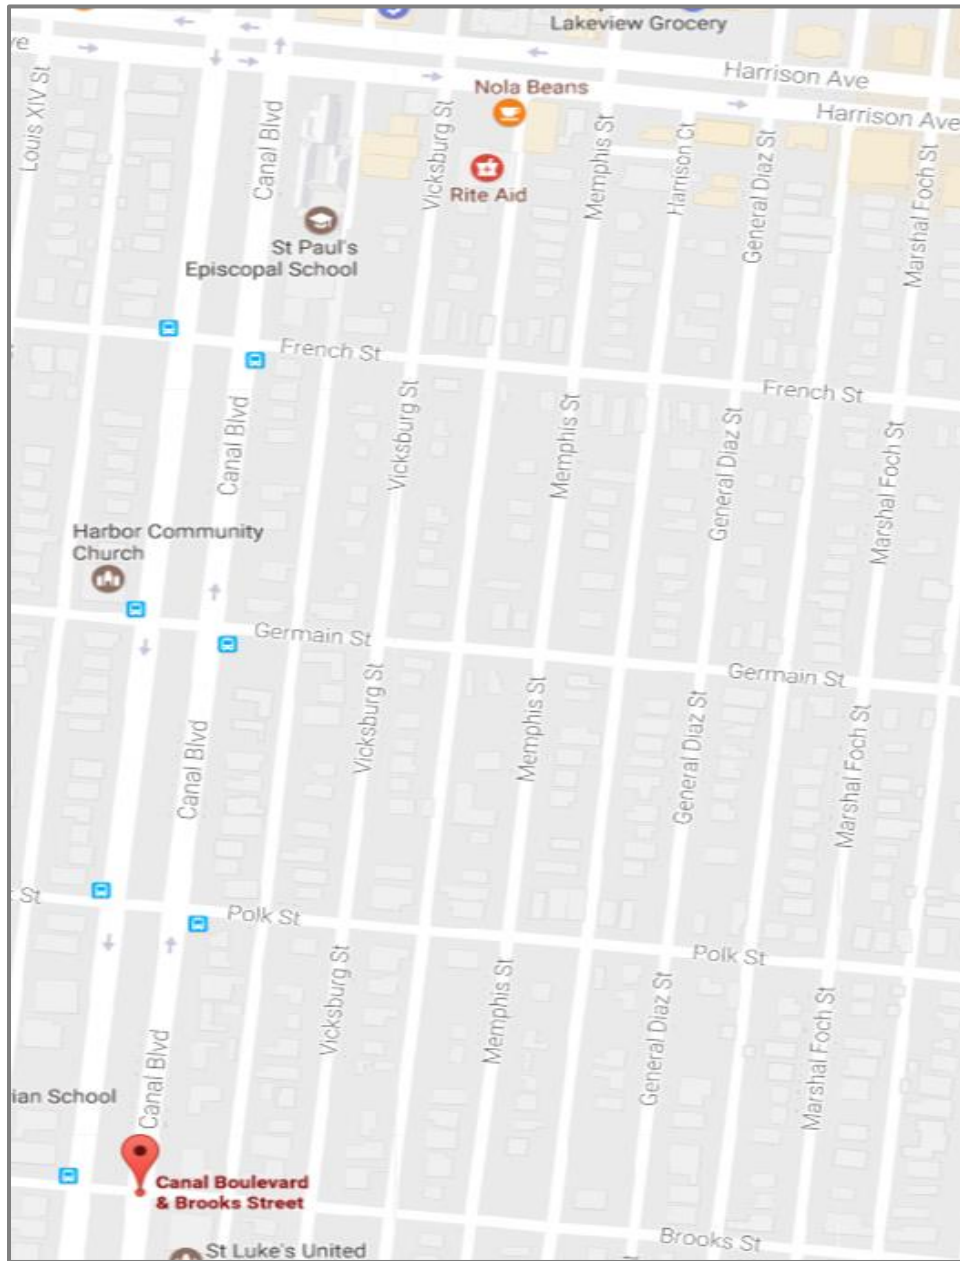 Lakeview Grocery
ve
Harrison Ave
Nola Beans
Harrison Ave
Louis XIV St
Canal Blvd
Vicksburg St
Memphis St
Harrison Ct
General Diaz St
Marshal Foch St
Rite Aid
St Paul's
Episcopal School
French St
French St
Canal Blvd
Vicksburg St
Memphis St
General Diaz St
Marshal Foch St
Harbor Community
Church
Germain St
Germain St
Canal Blvd
Vicksburg St
Memphis St
General Diaz St
Marshal Foch St
St
Polk St
Polk St
Vicksburg St
Memphis St
General Diaz St
Marshal Foch St
Canal Blvd
ian School
Canal Boulevard
& Brooks Street
Brooks St
St Luke's United